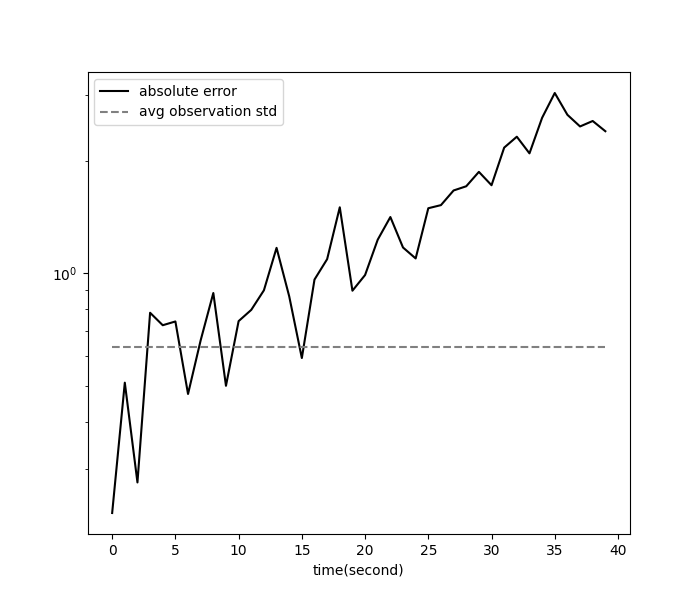 absolute error
avg observation std
10⁰
0 5 10 15 20 25 30 35 40
time(second)